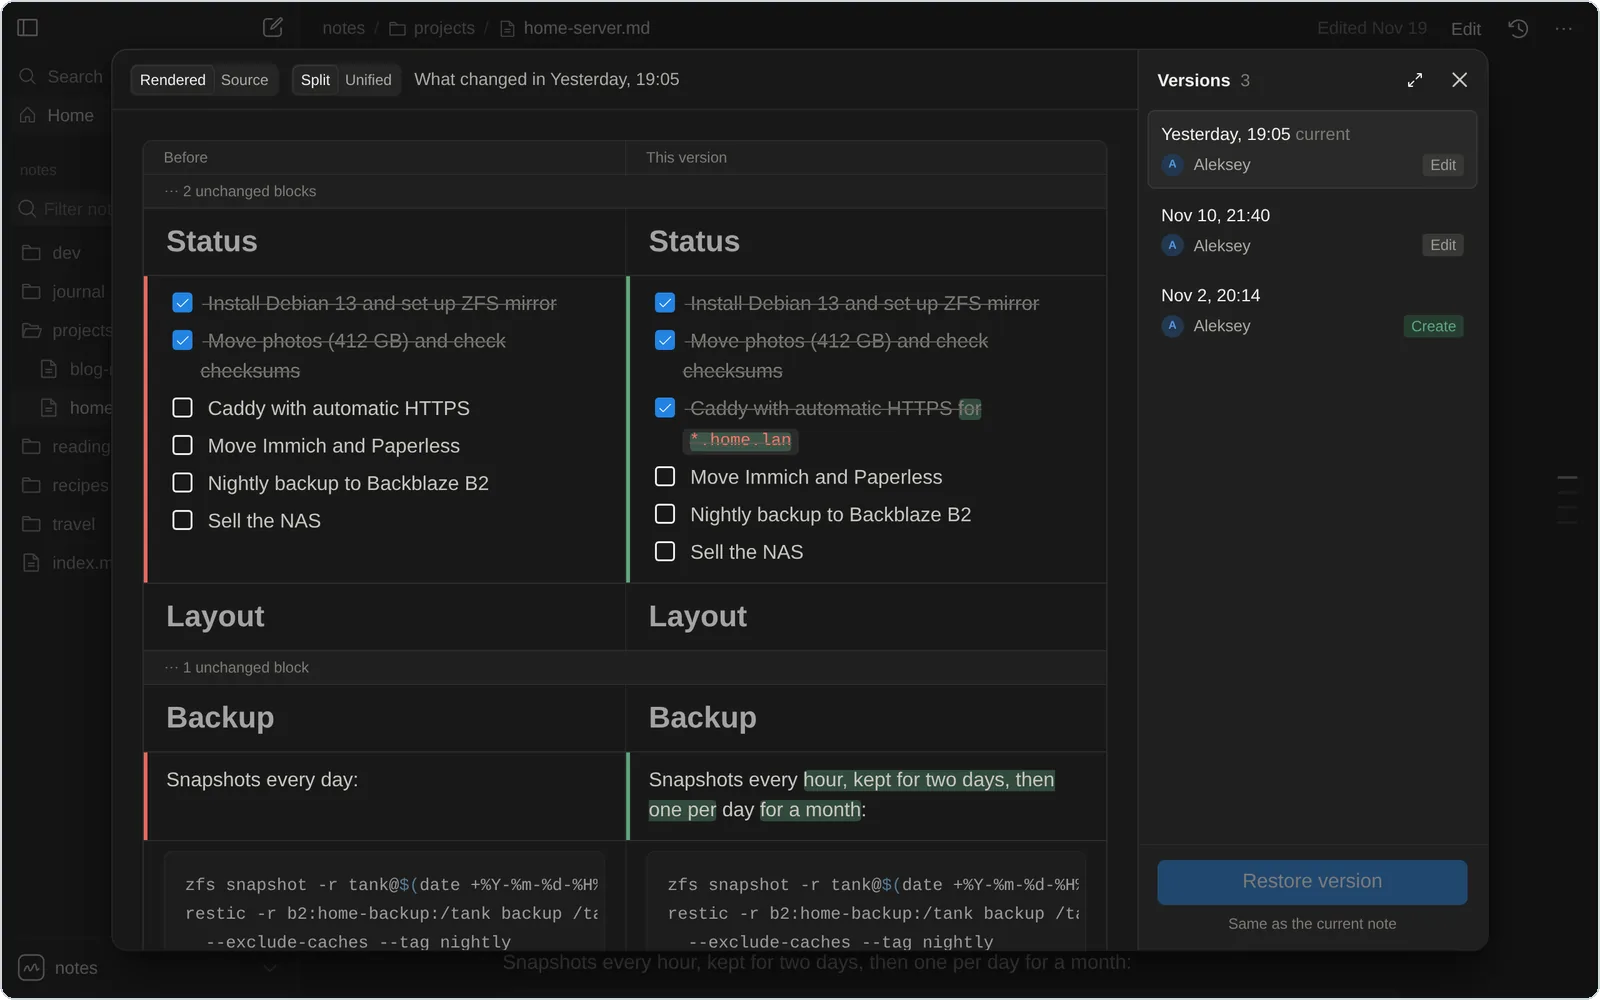 notes / projects / home-server.md
Edited Nov 19
Edit
Search
Home
notes
Filter not
dev
journal
projects
blog-
home
reading
recipes
travel
index.m
notes
Rendered
Source
Split
Unified
What changed in Yesterday, 19:05
Before
This version
··· 2 unchanged blocks
Status
Install Debian 13 and set up ZFS mirror
Move photos (412 GB) and check
checksums
Caddy with automatic HTTPS
Move Immich and Paperless
Nightly backup to Backblaze B2
Sell the NAS
Status
Install Debian 13 and set up ZFS mirror
Move photos (412 GB) and check
checksums
Caddy with automatic HTTPS for
*.home.lan
Move Immich and Paperless
Nightly backup to Backblaze B2
Sell the NAS
Layout
Layout
··· 1 unchanged block
Backup
Backup
Snapshots every day:
Snapshots every hour, kept for two days, then
one per day for a month:
zfs snapshot -r tank@$(date +%Y-%m-%d-%H%
restic -r b2:home-backup:/tank backup /ta
--exclude-caches --tag nightly
zfs snapshot -r tank@$(date +%Y-%m-%d-%H%
restic -r b2:home-backup:/tank backup /ta
--exclude-caches --tag nightly
Snapshots every hour, kept for two days, then one per day for a month:
Versions 3
Yesterday, 19:05 current
A Aleksey
Edit
Nov 10, 21:40
A Aleksey
Edit
Nov 2, 20:14
A Aleksey
Create
Restore version
Same as the current note